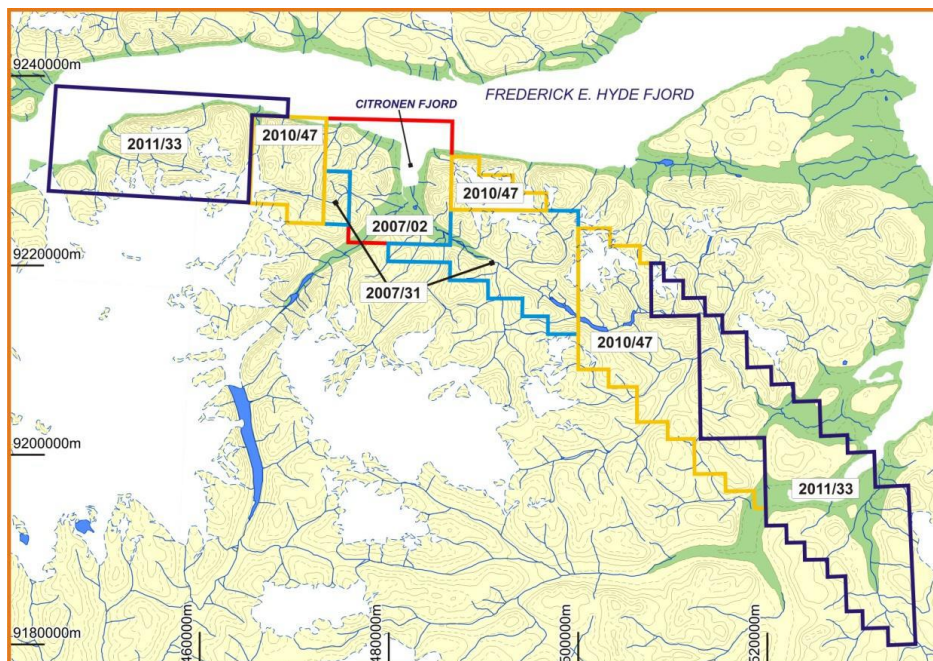 9240000m
FREDERICK E. HYDE FJORD
CITRONEN FJORD
2010/47
2011/33
2010/47
2007/02
9220000m
2007/31
2010/47
9200000m
2011/33
460000m
480000m
500000m
520000m
9180000m